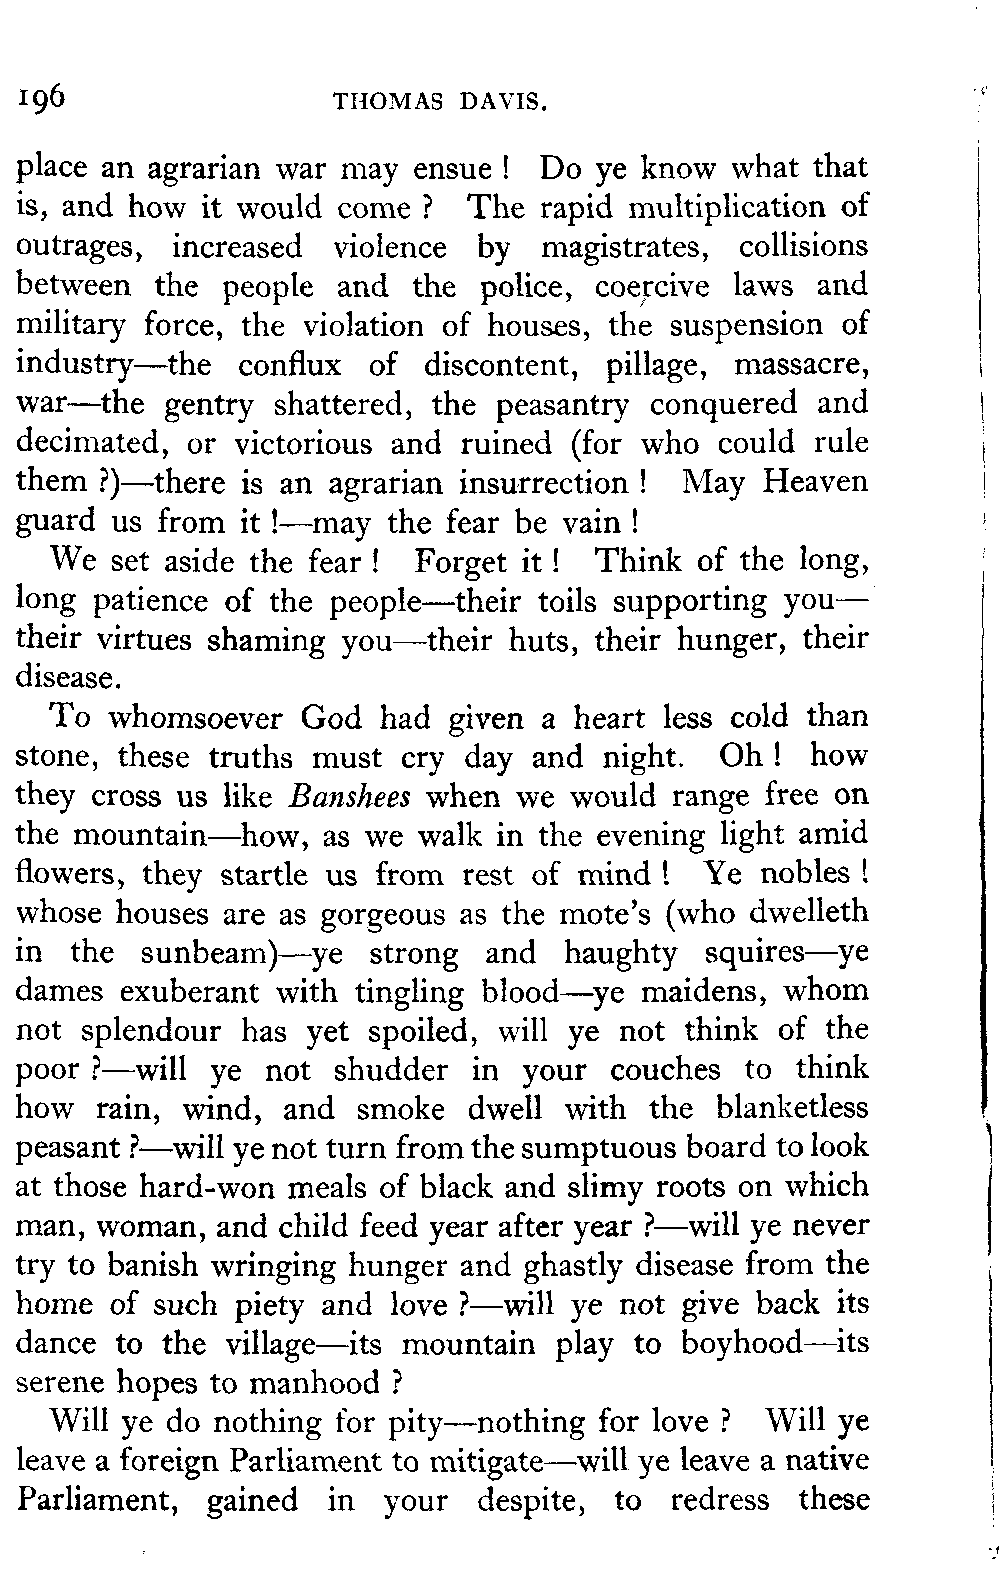 196 THOMAS DAVIS.
place an agrarian war may ensue ! Do ye know what that
is, and how it would come ? The rapid multiplication of
outrages, increased violence by magistrates, collisions
between the people and the police, coercive laws and
military force, the violation of houses, the suspension of
industry—the conflux of discontent, pillage, massacre,
war—the gentry shattered, the peasantry conquered and
decimated, or victorious and ruined (for who could rule
them ?)—there is an agrarian insurrection ! May Heaven
guard us from it !—may the fear be vain !
We set aside the fear ! Forget it ! Think of the long,
long patience of the people—their toils supporting you—
their virtues shaming you—their huts, their hunger, their
disease.
To whomsoever God had given a heart less cold than
stone, these truths must cry day and night. Oh ! how
they cross us like Banshees when we would range free on
the mountain—how, as we walk in the evening light amid
flowers, they startle us from rest of mind ! Ye nobles !
whose houses are as gorgeous as the mote's (who dwelleth
in the sunbeam)—ye strong and haughty squires—ye
dames exuberant with tingling blood—ye maidens, whom
not splendour has yet spoiled, will ye not think of the
poor ?—will ye not shudder in your couches to think
how rain, wind, and smoke dwell with the blanketless
peasant ?—will ye not turn from the sumptuous board to look
at those hard-won meals of black and slimy roots on which
man, woman, and child feed year after year ?—will ye never
try to banish wringing hunger and ghastly disease from the
home of such piety and love ?—will ye not give back its
dance to the village—its mountain play to boyhood—its
serene hopes to manhood ?
Will ye do nothing for pity—nothing for love ? Will ye
leave a foreign Parliament to mitigate—will ye leave a native
Parliament, gained in your despite, to redress these